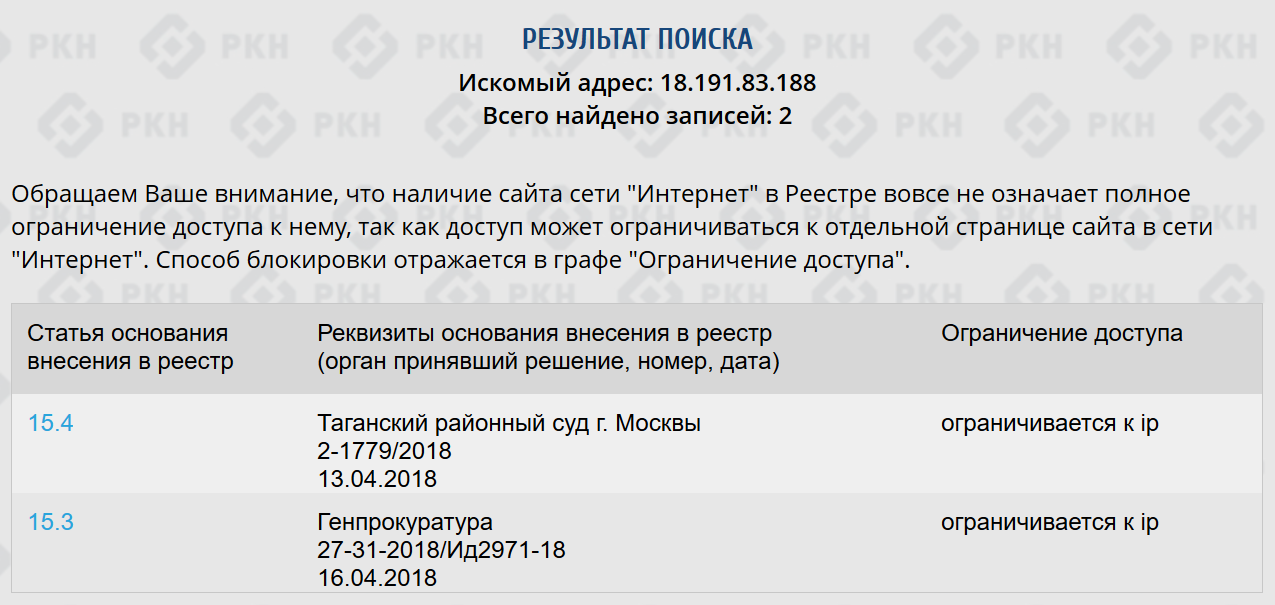 РЕЗУЛЬТАТ ПОИСКА
Искомый адрес: 18.191.83.188
Всего найдено записей: 2
Обращаем Ваше внимание, что наличие сайта сети "Интернет" в Реестре вовсе не означает полное
ограничение доступа к нему, так как доступ может ограничиваться к отдельной странице сайта в сети
"Интернет". Способ блокировки отражается в графе "Ограничение доступа".
Статья основания
внесения в реестр
Реквизиты основания внесения в реестр
(орган принявший решение, номер, дата)
Ограничение доступа
15.4
Таганский районный суд г. Москвы
2-1779/2018
13.04.2018
ограничивается к ip
15.3
Генпрокуратура
27-31-2018/Ид2971-18
16.04.2018
ограничивается к ip
РКН